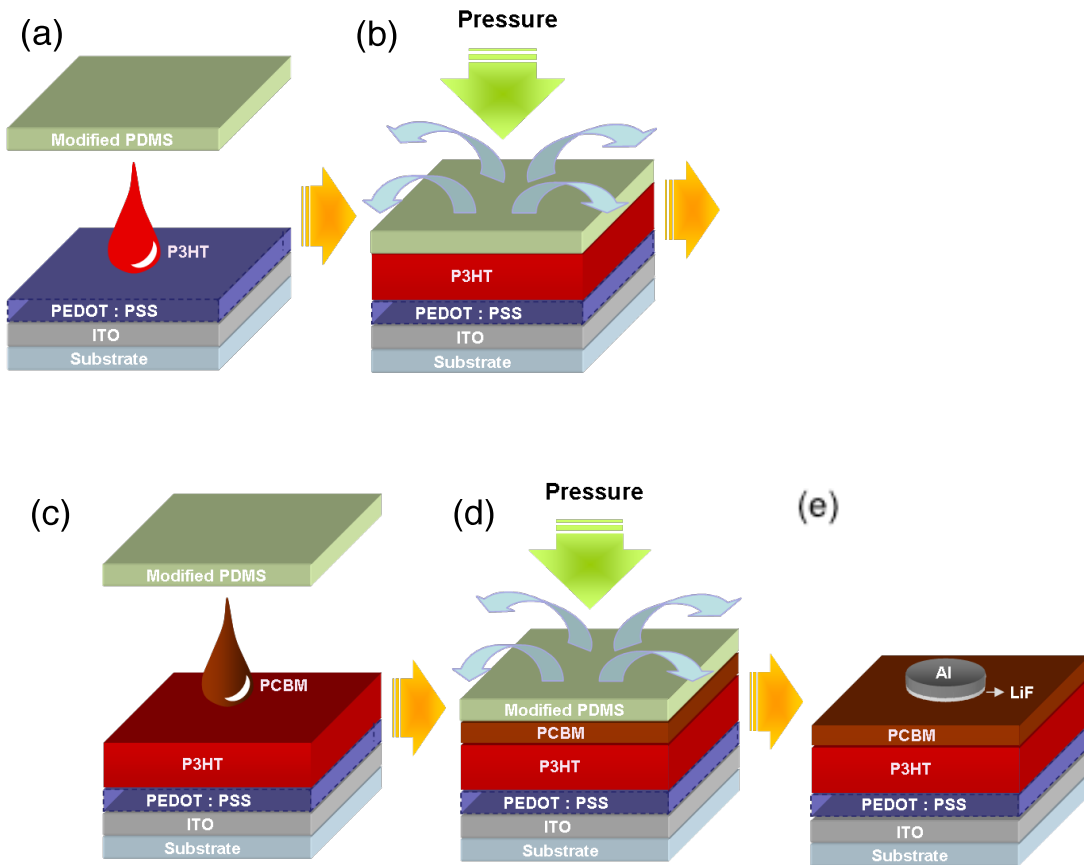 (a)
Modified PDMS
P3HT
PEDOT : PSS
ITO
Substrate
(b)
Pressure
P3HT
PEDOT : PSS
ITO
Substrate
(c)
Modified PDMS
PCBM
P3HT
PEDOT : PSS
ITO
Substrate
(d)
Pressure
Modified PDMS
PCBM
P3HT
PEDOT : PSS
ITO
Substrate
(e)
Al
LiF
PCBM
P3HT
PEDOT : PSS
ITO
Substrate